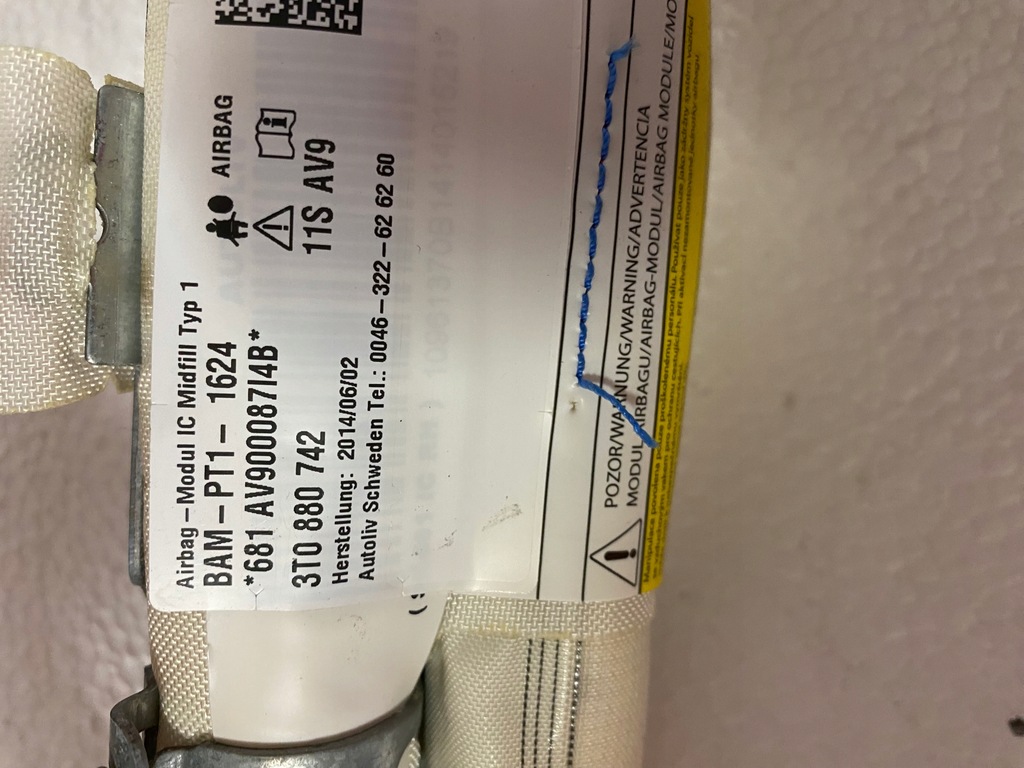 AIRBAG
Airbag-Modul IC Midfill Typ 1
BAM-PT1- 1624
*681 AV900087I4B*
11S AV9
3T0 880 742
Herstellung: 2014/06/02
Autoliv Schweden Tel.: 0046-322-62 62 60
POZOR/WARNUNG/WARNING/ADVERTENCIA
MODUL AIRBAGU/AIRBAG-MODUL/AIRBAG MODULE/MO